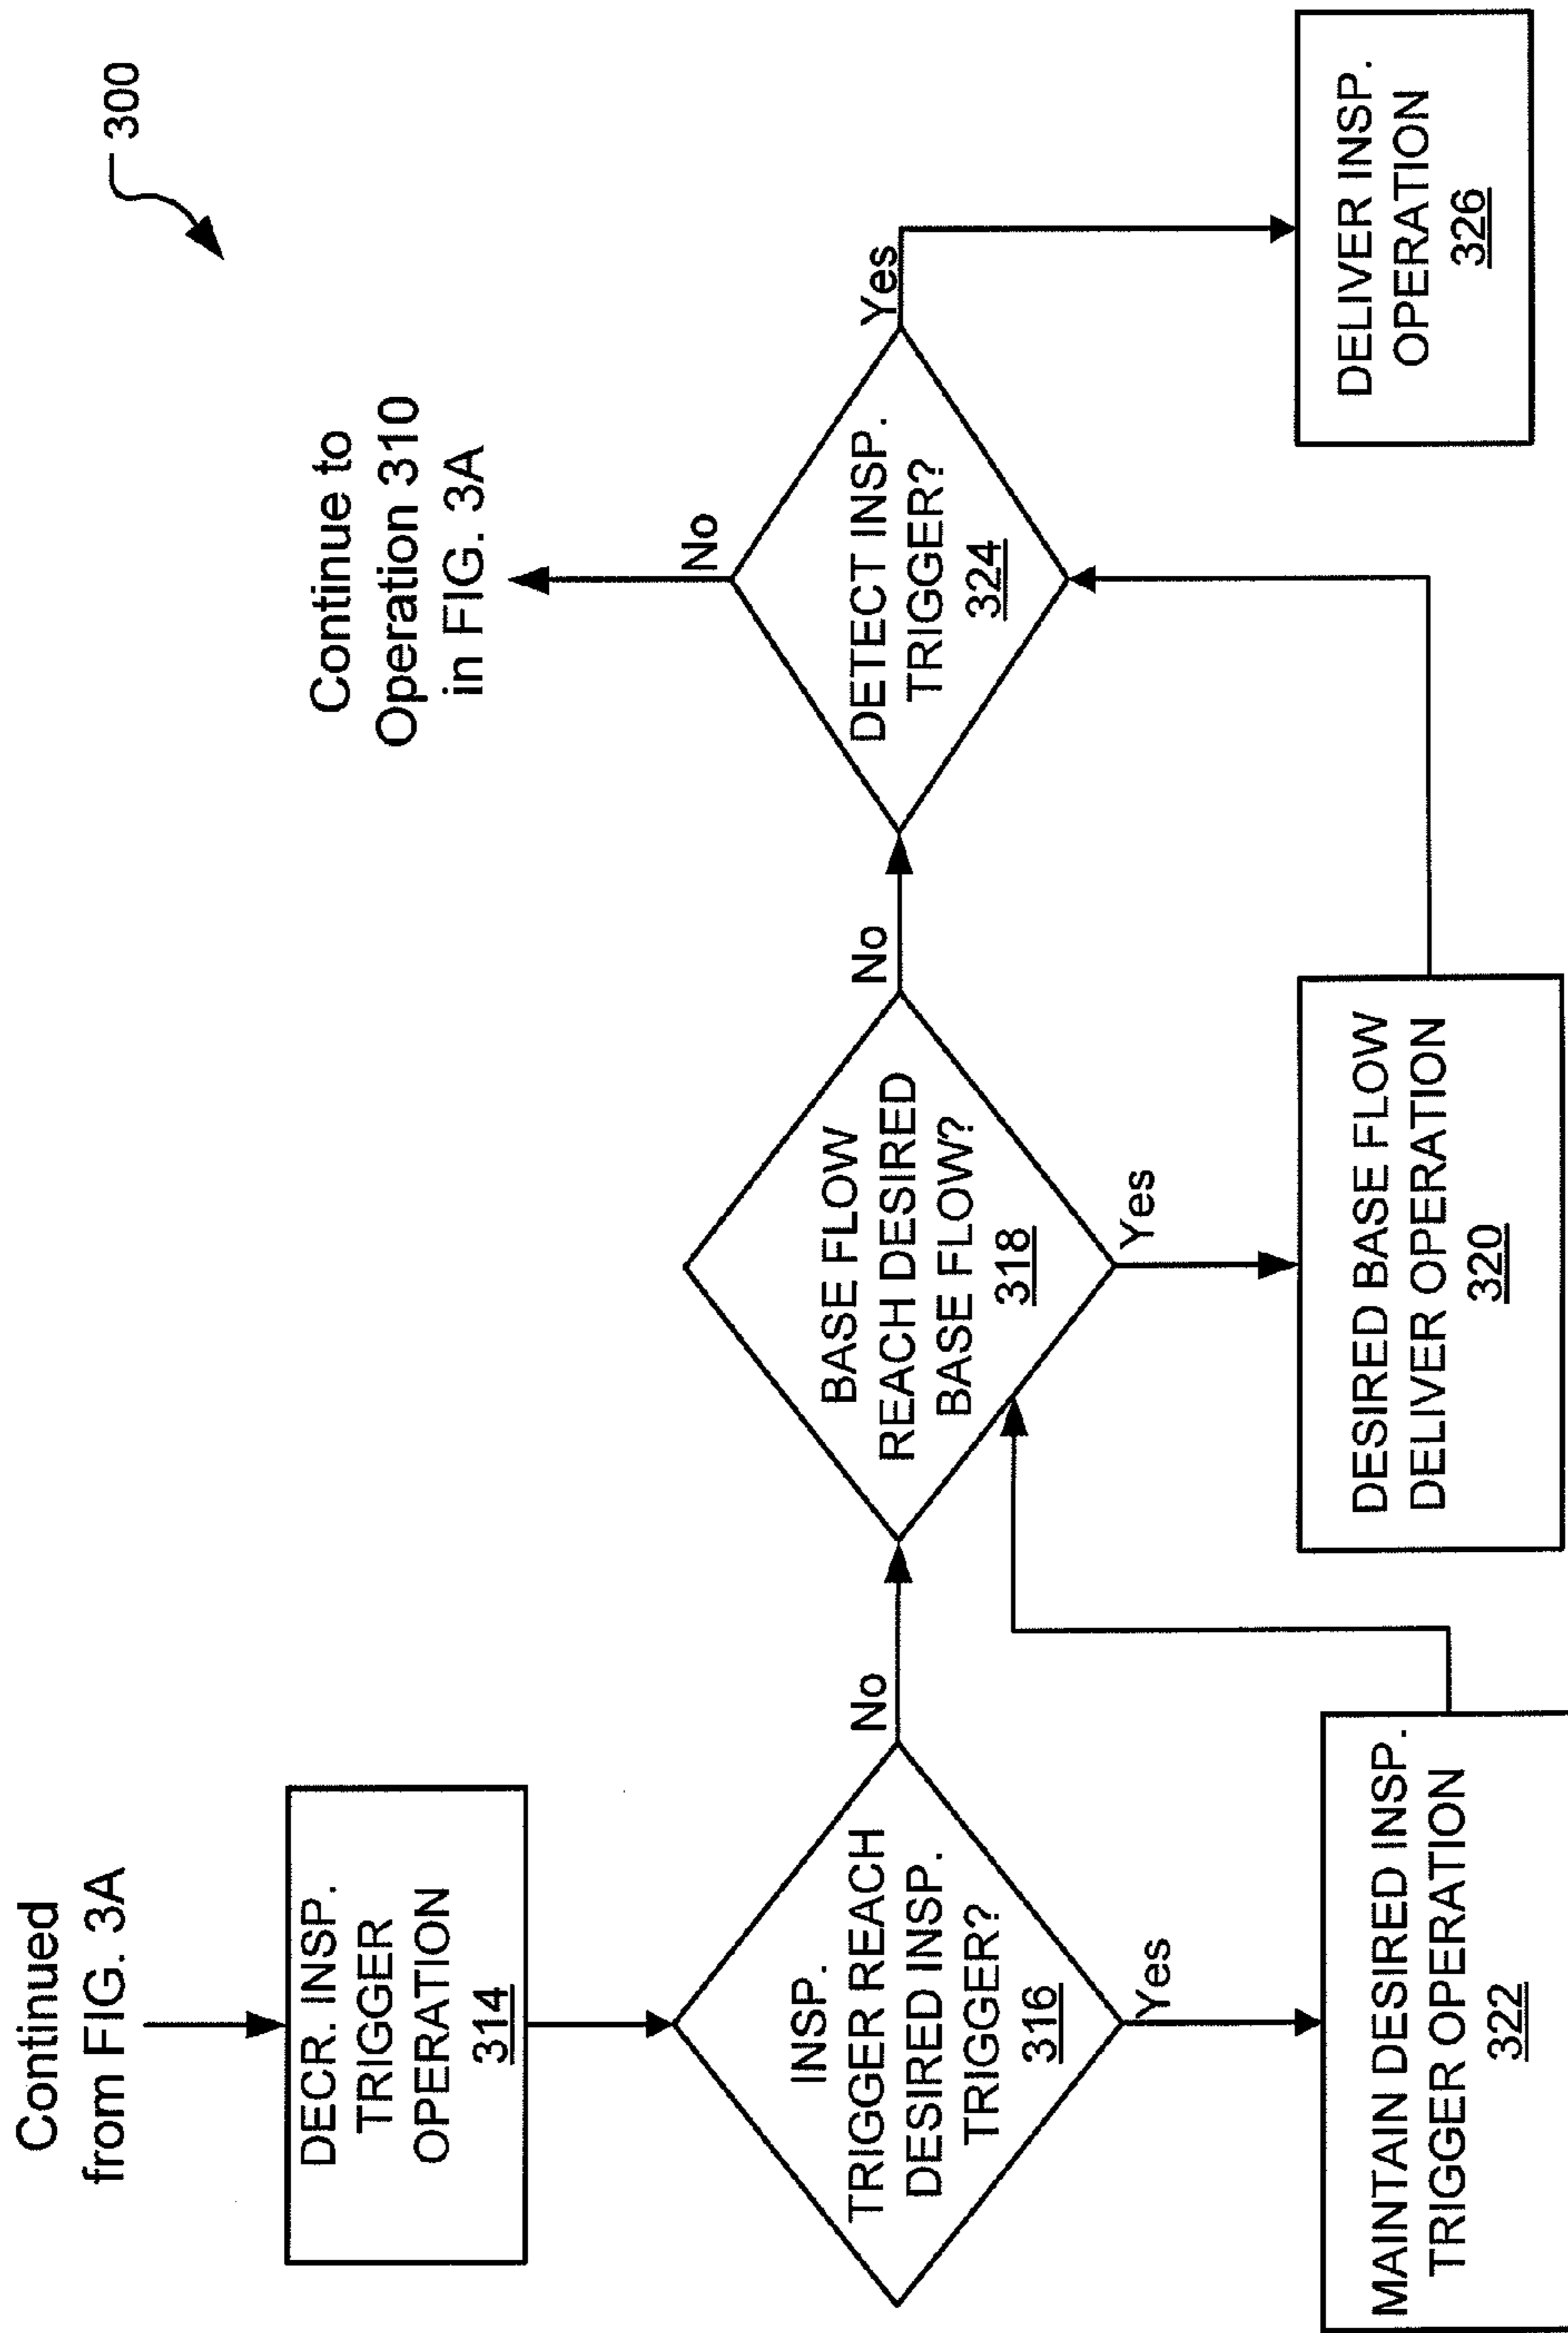 Continued
from FIG. 3A
300
DECR. INSP.
TRIGGER
OPERATION
314
INSP.
TRIGGER REACH
DESIRED INSP.
TRIGGER?
316
No
Yes
MAINTAIN DESIRED INSP.
TRIGGER OPERATION
322
BASE FLOW
REACH DESIRED
BASE FLOW?
318
No
Yes
DESIRED BASE FLOW
DELIVER OPERATION
320
Continue to
Operation 310
in FIG. 3A
No
DETECT INSP.
TRIGGER?
324
Yes
DELIVER INSP.
OPERATION
326